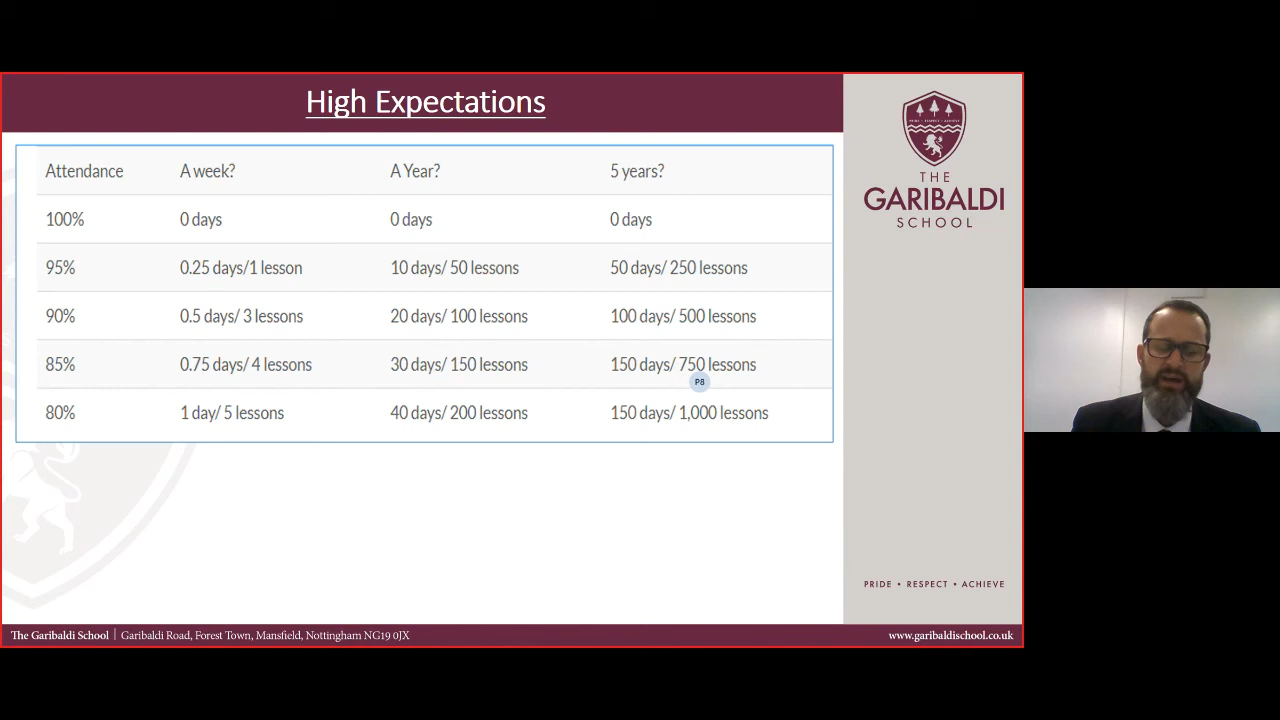 High Expectations
Attendance A week? A Year? 5 years?
100% 0 days 0 days 0 days
95% 0.25 days/1 lesson 10 days/ 50 lessons 50 days/ 250 lessons
90% 0.5 days/ 3 lessons 20 days/ 100 lessons 100 days/ 500 lessons
85% 0.75 days/ 4 lessons 30 days/ 150 lessons 150 days/ 750 lessons
P8
80% 1 day/ 5 lessons 40 days/ 200 lessons 150 days/ 1,000 lessons
PRIDE • RESPECT • ACHIEVE
THE
GARIBALDI
SCHOOL
PRIDE • RESPECT • ACHIEVE
The Garibaldi School | Garibaldi Road, Forest Town, Mansfield, Nottingham NG19 0JX
www.garibaldischool.co.uk